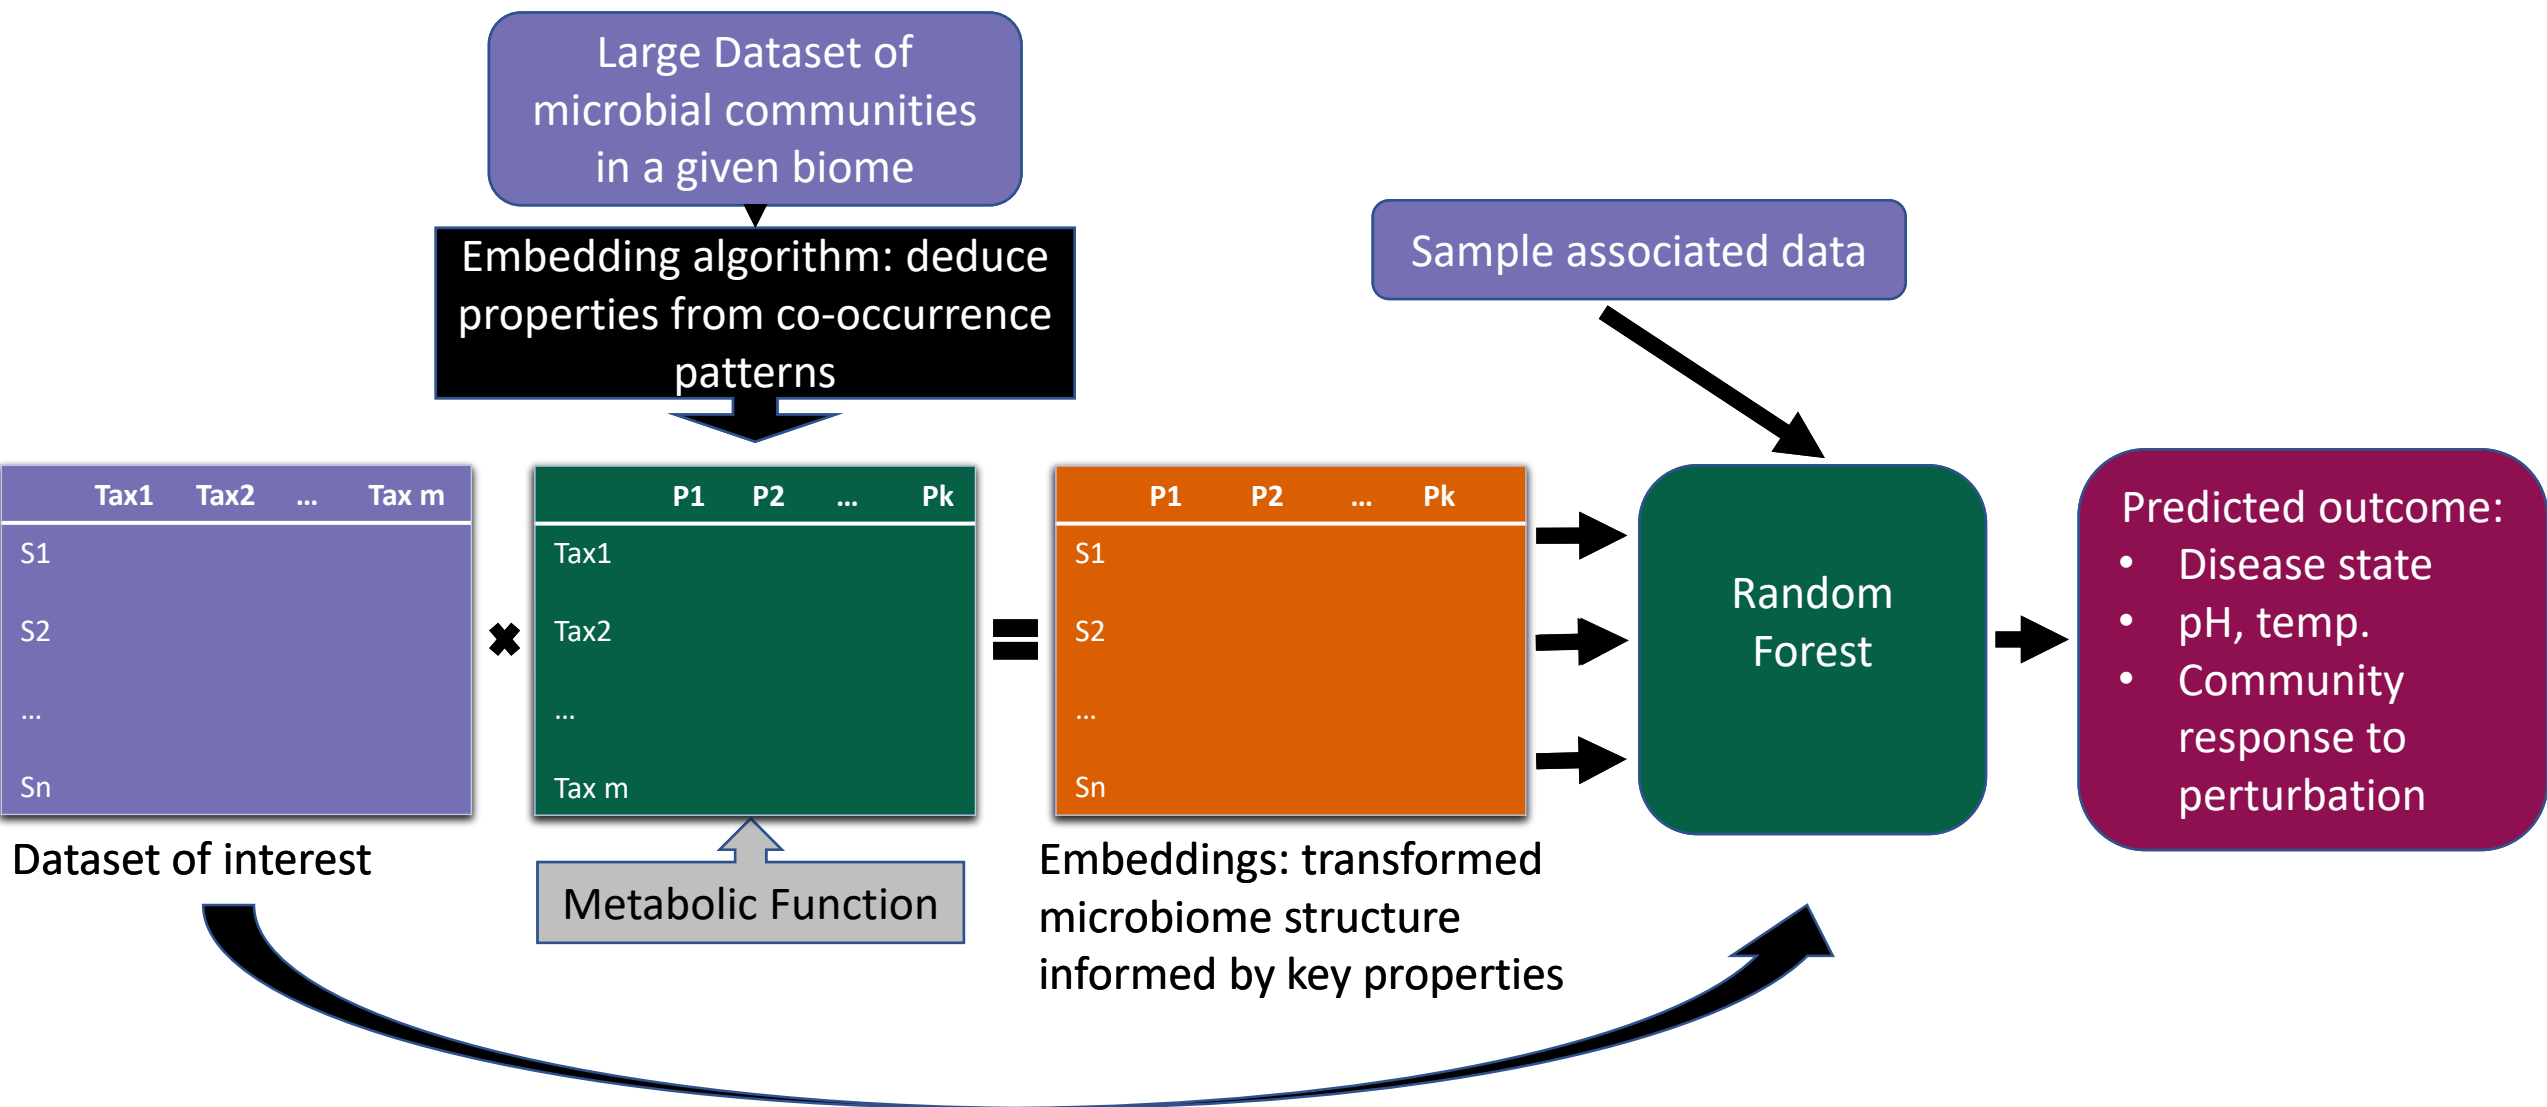 Large Dataset of
microbial communities
in a given biome
Embedding algorithm: deduce
properties from co-occurrence
patterns
Sample associated data
Tax1 Tax2 ... Tax m
S1
S2
...
Sn
Dataset of interest
P1 P2 ... Pk
Tax1
Tax2
...
Tax m
Metabolic Function
P1 P2 ... Pk
S1
S2
...
Sn
Embeddings: transformed
microbiome structure
informed by key properties
Random
Forest
Predicted outcome:
• Disease state
• pH, temp.
• Community
response to
perturbation